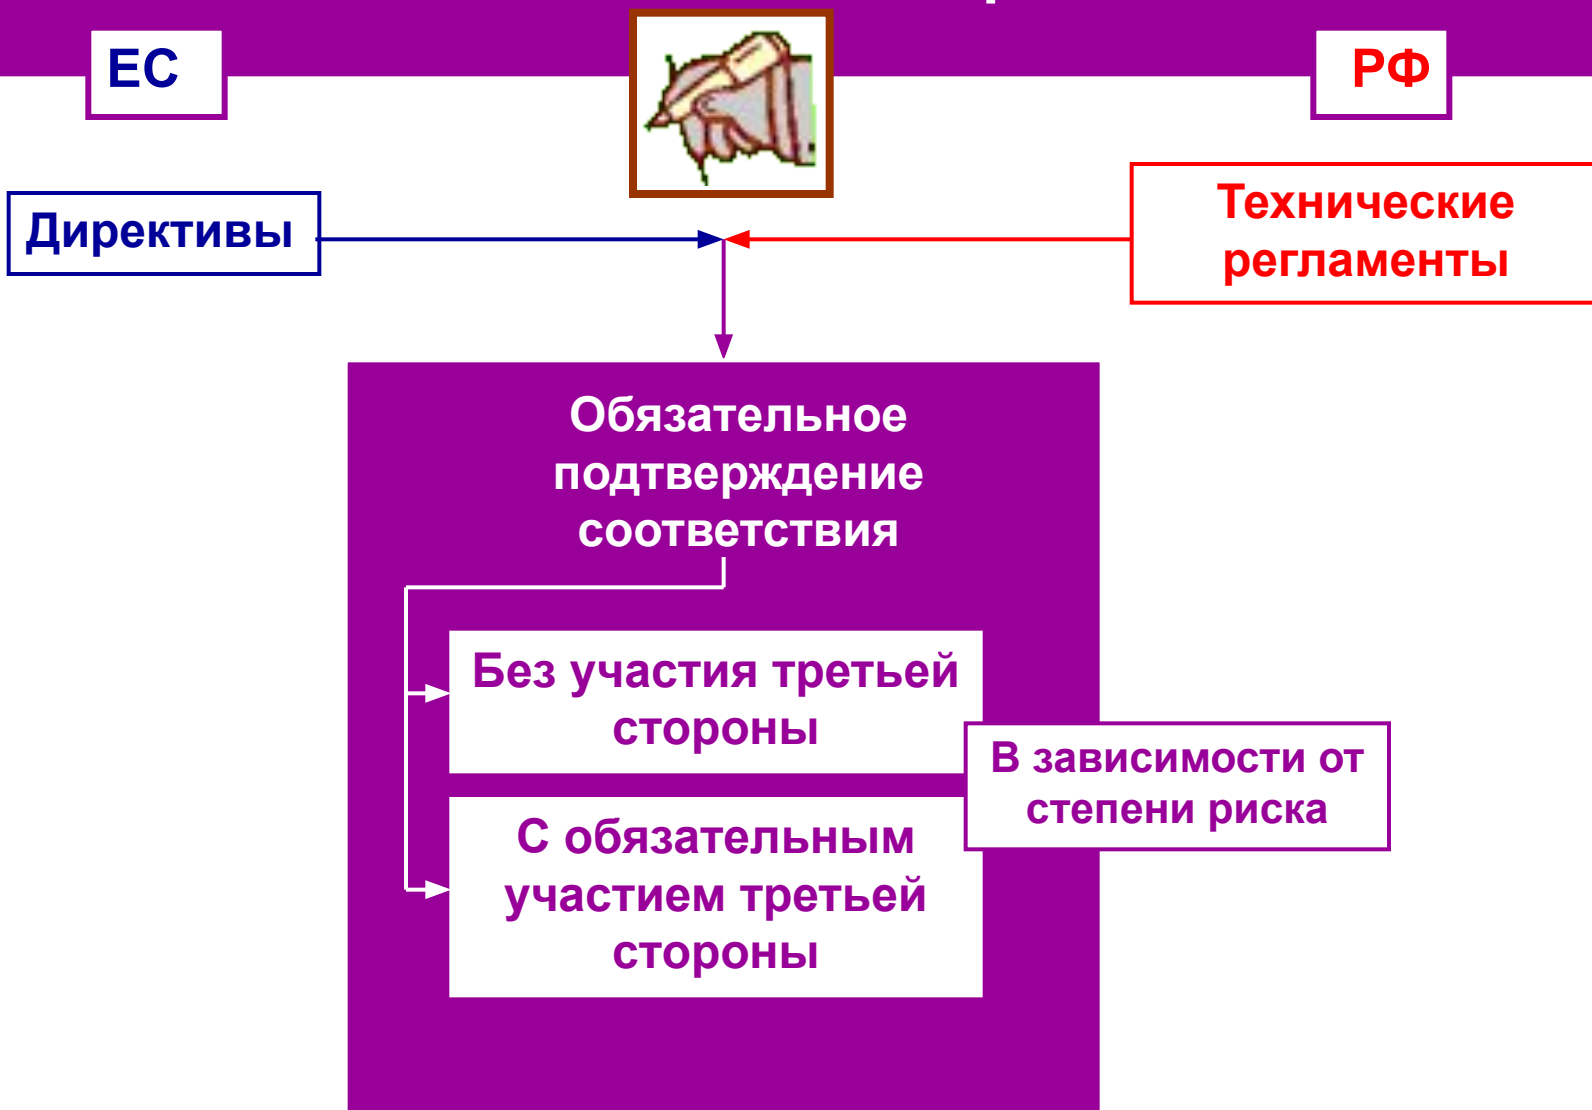 ЕС
РФ
Директивы
Технические
регламенты
Обязательное
подтверждение
соответствия
Без участия третьей
стороны
В зависимости от
степени риска
С обязательным
участием третьей
стороны